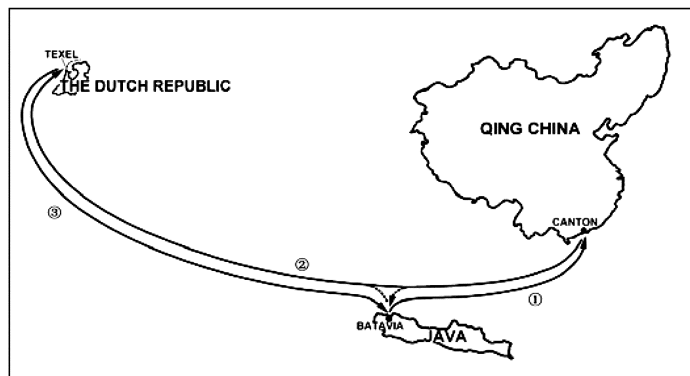 TEXEL
THE DUTCH REPUBLIC
QING CHINA
CANTON
③
②
①
BATAVIA
JAVA